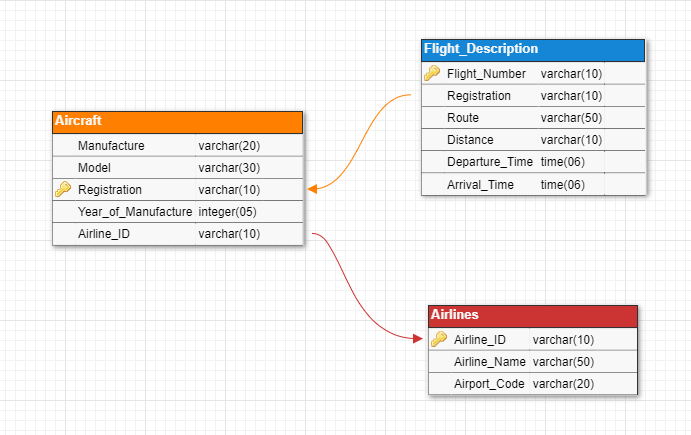 Flight_Description
Flight_Number varchar(10)
Registration varchar(10)
Route varchar(50)
Distance varchar(10)
Departure_Time time(06)
Arrival_Time time(06)
Aircraft
Manufacture varchar(20)
Model varchar(30)
Registration varchar(10)
Year_of_Manufacture integer(05)
Airline_ID varchar(10)
Airlines
Airline_ID varchar(10)
Airline_Name varchar(50)
Airport_Code varchar(20)